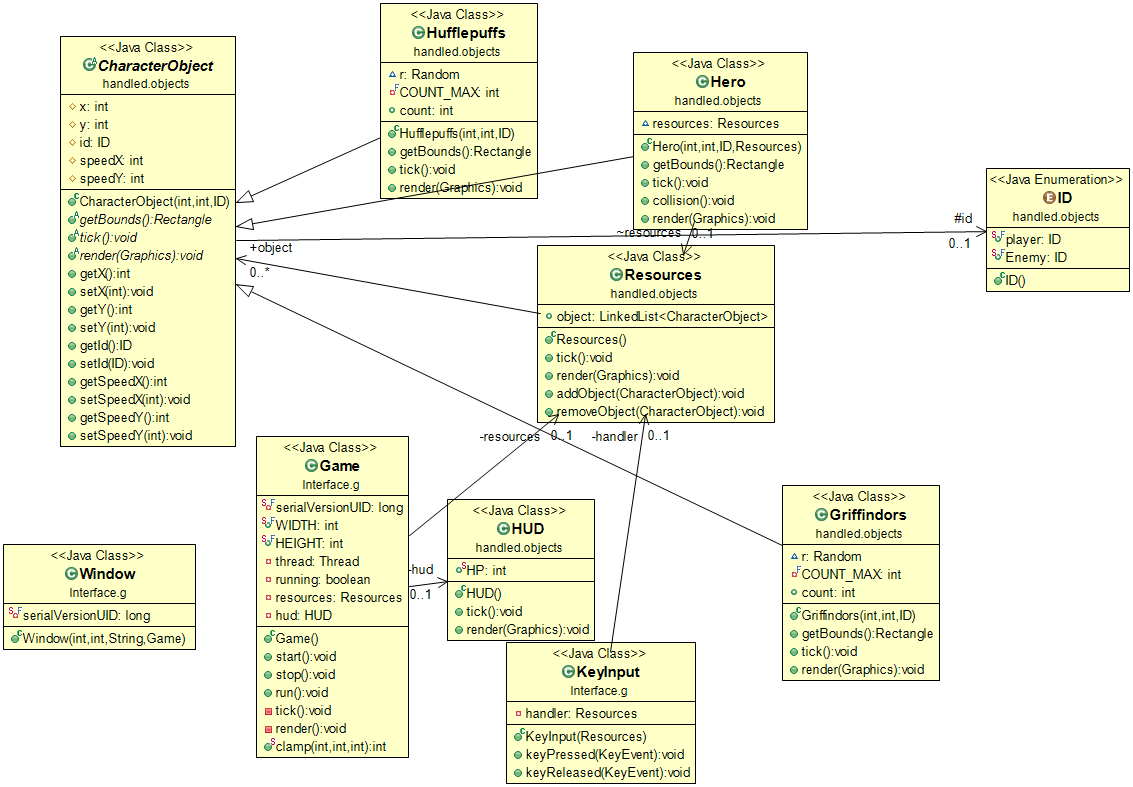 <<Java Class>>
CharacterObject
handled.objects
x: int
y: int
id: ID
speedX: int
speedY: int
CharacterObject(int,int,ID)
getBounds():Rectangle
tick():void
render(Graphics):void
getX():int
setX(int):void
getY():int
setY(int):void
getId():ID
setId(ID):void
getSpeedX():int
setSpeedX(int):void
getSpeedY():int
setSpeedY(int):void
<<Java Class>>
Hufflepuffs
handled.objects
r: Random
COUNT_MAX: int
count: int
Hufflepuffs(int,int,ID)
getBounds():Rectangle
tick():void
render(Graphics):void
<<Java Class>>
Hero
handled.objects
resources: Resources
Hero(int,int,ID,Resources)
getBounds():Rectangle
tick():void
collision():void
render(Graphics):void
~resources 0..1
<<Java Enumeration>>
ID
handled.objects
player: ID
Enemy: ID
ID()
#id
0..1
+object
0..*
<<Java Class>>
Resources
handled.objects
object: LinkedList<CharacterObject>
Resources()
tick():void
render(Graphics):void
addObject(CharacterObject):void
removeObject(CharacterObject):void
-resources 0..1
-handler 0..1
<<Java Class>>
Game
Interface.g
serialVersionUID: long
WIDTH: int
HEIGHT: int
thread: Thread
running: boolean
resources: Resources
hud: HUD
Game()
start():void
stop():void
run():void
tick():void
render():void
clamp(int,int,int):int
-hud
0..1
<<Java Class>>
HUD
handled.objects
HP: int
HUD()
tick():void
render(Graphics):void
<<Java Class>>
Griffindors
handled.objects
r: Random
COUNT_MAX: int
count: int
Griffindors(int,int,ID)
getBounds():Rectangle
tick():void
render(Graphics):void
<<Java Class>>
Window
Interface.g
serialVersionUID: long
Window(int,int,String,Game)
<<Java Class>>
KeyInput
Interface.g
handler: Resources
KeyInput(Resources)
keyPressed(KeyEvent):void
keyReleased(KeyEvent):void